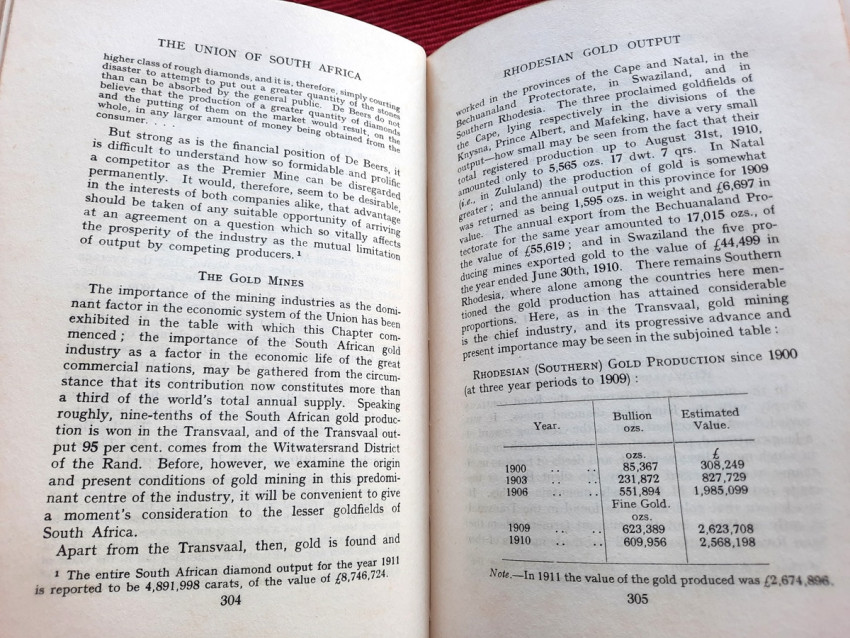 THE UNION OF SOUTH AFRICA
higher class of rough diamonds, and it is, therefore, simply courting
disaster to attempt to put out a greater quantity of the stones
than can be absorbed by the general public. De Beers do not
believe that the production of a greater quantity of diamonds
and the putting of them on the market would result, on the
whole, in any larger amount of money being obtained from the
consumer. . . .
But strong as is the financial position of De Beers, it
is difficult to understand how so formidable and prolific
a competitor as the Premier Mine can be disregarded
permanently. It would, therefore, seem to be desirable,
in the interests of both companies alike, that advantage
should be taken of any suitable opportunity of arriving
at an agreement on a question which so vitally affects
the prosperity of the industry as the mutual limitation
of output by competing producers.¹
THE GOLD MINES
The importance of the mining industries as the domi-
nant factor in the economic system of the Union has been
exhibited in the table with which this Chapter com-
menced; the importance of the South African gold
industry as a factor in the economic life of the great
commercial nations, may be gathered from the circum-
stance that its contribution now constitutes more than
a third of the world's total annual supply. Speaking
roughly, nine-tenths of the South African gold produc-
tion is won in the Transvaal, and of the Transvaal out-
put 95 per cent. comes from the Witwatersrand District
of the Rand. Before, however, we examine the origin
and present conditions of gold mining in this predomi-
nant centre of the industry, it will be convenient to give
a moment's consideration to the lesser goldfields of
South Africa.
Apart from the Transvaal, then, gold is found and
¹ The entire South African diamond output for the year 1911
is reported to be 4,891,998 carats, of the value of £8,746,724.
304
RHODESIAN GOLD OUTPUT
worked in the provinces of the Cape and Natal, in the
Bechuanaland Protectorate, in Swaziland, and in
Southern Rhodesia. The three proclaimed goldfields of
the Cape, lying respectively in the divisions of the
Knysna, Prince Albert, and Mafeking, have a very small
output—how small may be seen from the fact that their
total registered production up to August 31st, 1910,
amounted only to 5,565 ozs. 17 dwt. 7 qrs. In Natal
(i.e., in Zululand) the production of gold is somewhat
greater; and the annual output in this province for 1909
was returned as being 1,595 ozs. in weight and £6,697 in
value. The annual export from the Bechuanaland Pro-
tectorate for the same year amounted to 17,015 ozs., of
the value of £55,619; and in Swaziland the five pro-
ducing mines exported gold to the value of £44,499 in
the year ended June 30th, 1910. There remains Southern
Rhodesia, where alone among the countries here men-
tioned the gold production has attained considerable
proportions. Here, as in the Transvaal, gold mining
is the chief industry, and its progressive advance and
present importance may be seen in the subjoined table:
RHODESIAN (SOUTHERN) GOLD PRODUCTION since 1900
(at three year periods to 1909):
Year. Bullion ozs. Estimated Value.
ozs. £
1900 .. .. 85,367 308,249
1903 .. .. 231,872 827,729
1906 .. .. 551,894 1,985,099
Fine Gold.
ozs.
1909 .. .. 623,389 2,623,708
1910 .. .. 609,956 2,568,198
Note.—In 1911 the value of the gold produced was £2,674,896.
305